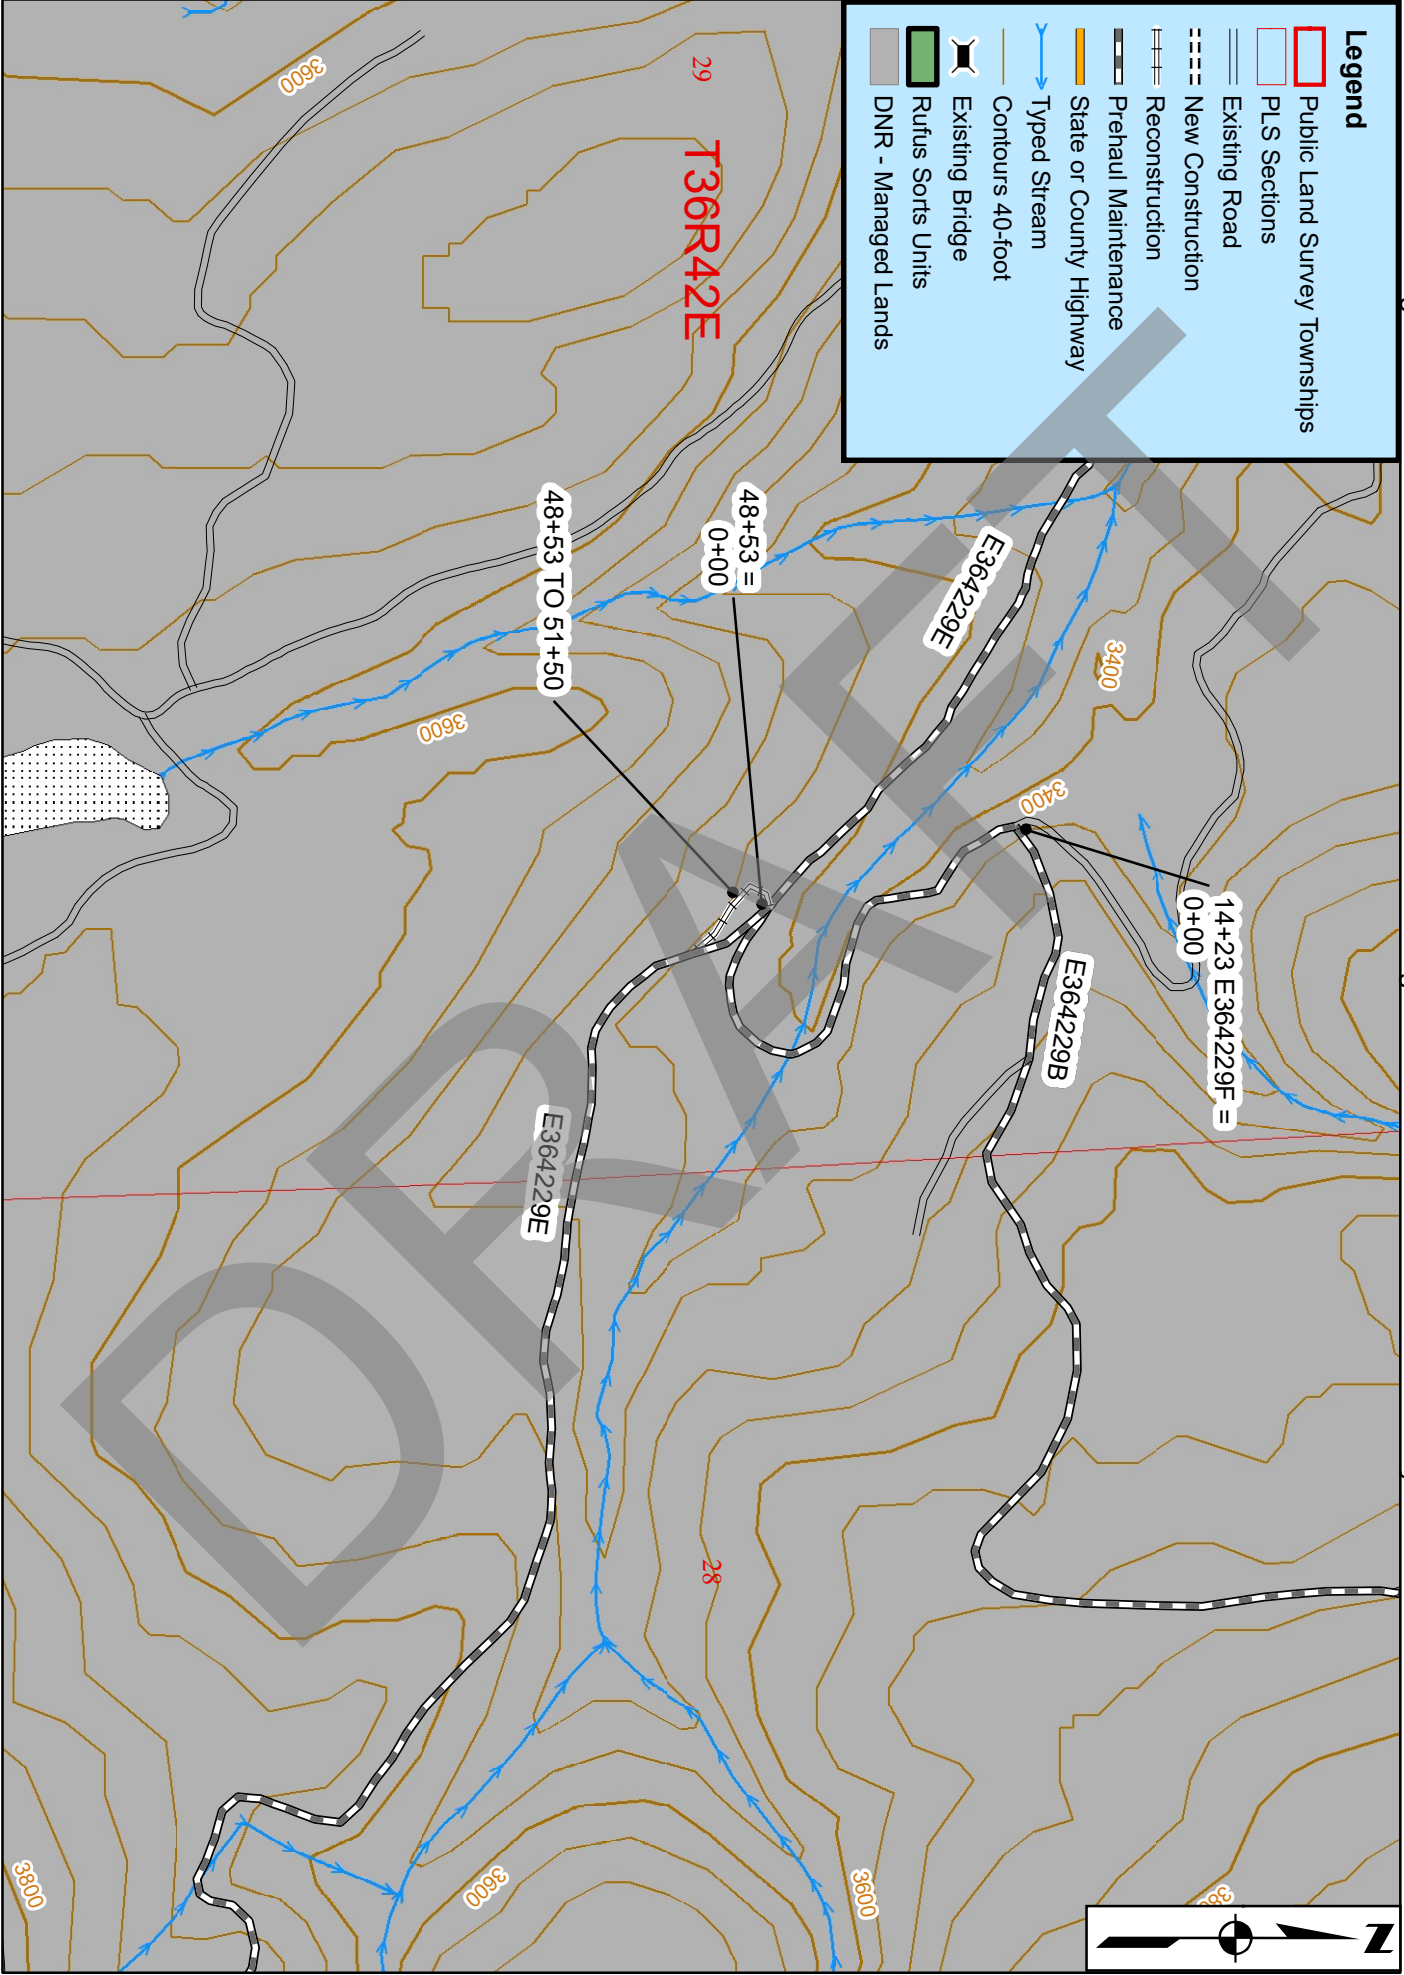 Legend
Public Land Survey Townships
PLS Sections
Existing Road
New Construction
Reconstruction
Prehaul Maintenance
State or County Highway
Typed Stream
Contours 40-foot
Existing Bridge
Rufus Sorts Units
DNR - Managed Lands
29
T36R42E
3600
E364229E
3400
3400
48+53 =
0+00
48+53 TO 51+50
3600
14+23 E364229F =
0+00
E364229B
E364229E
28
3600
3600
3800
N
DRAFT